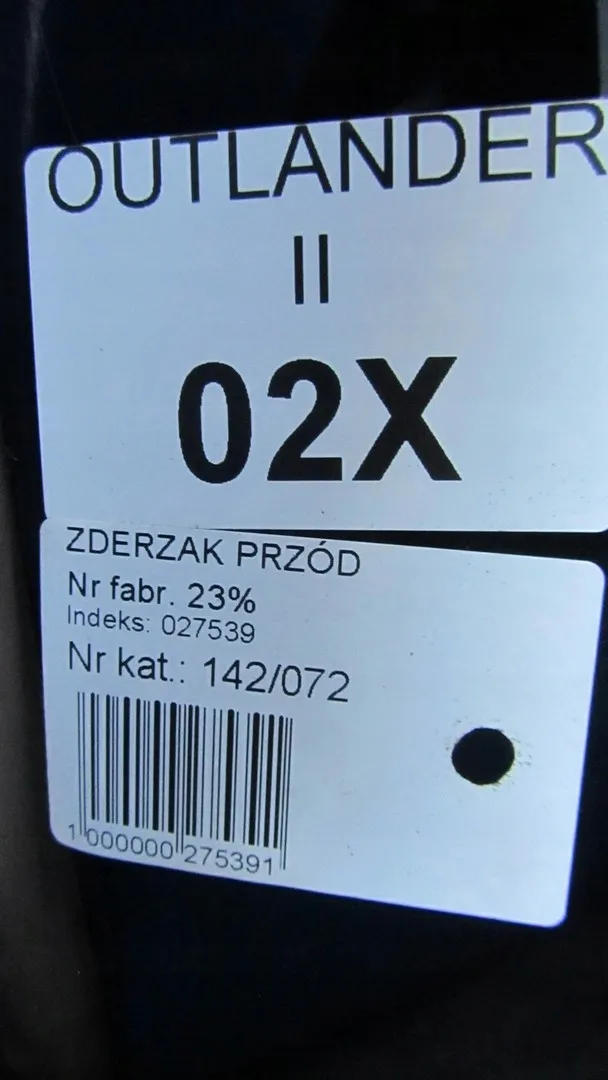 OUTLANDER
II
02X
ZDERZAK PRZÓD
Nr fabr. 23%
Indeks: 027539
Nr kat.: 142/072
1 000000 275391